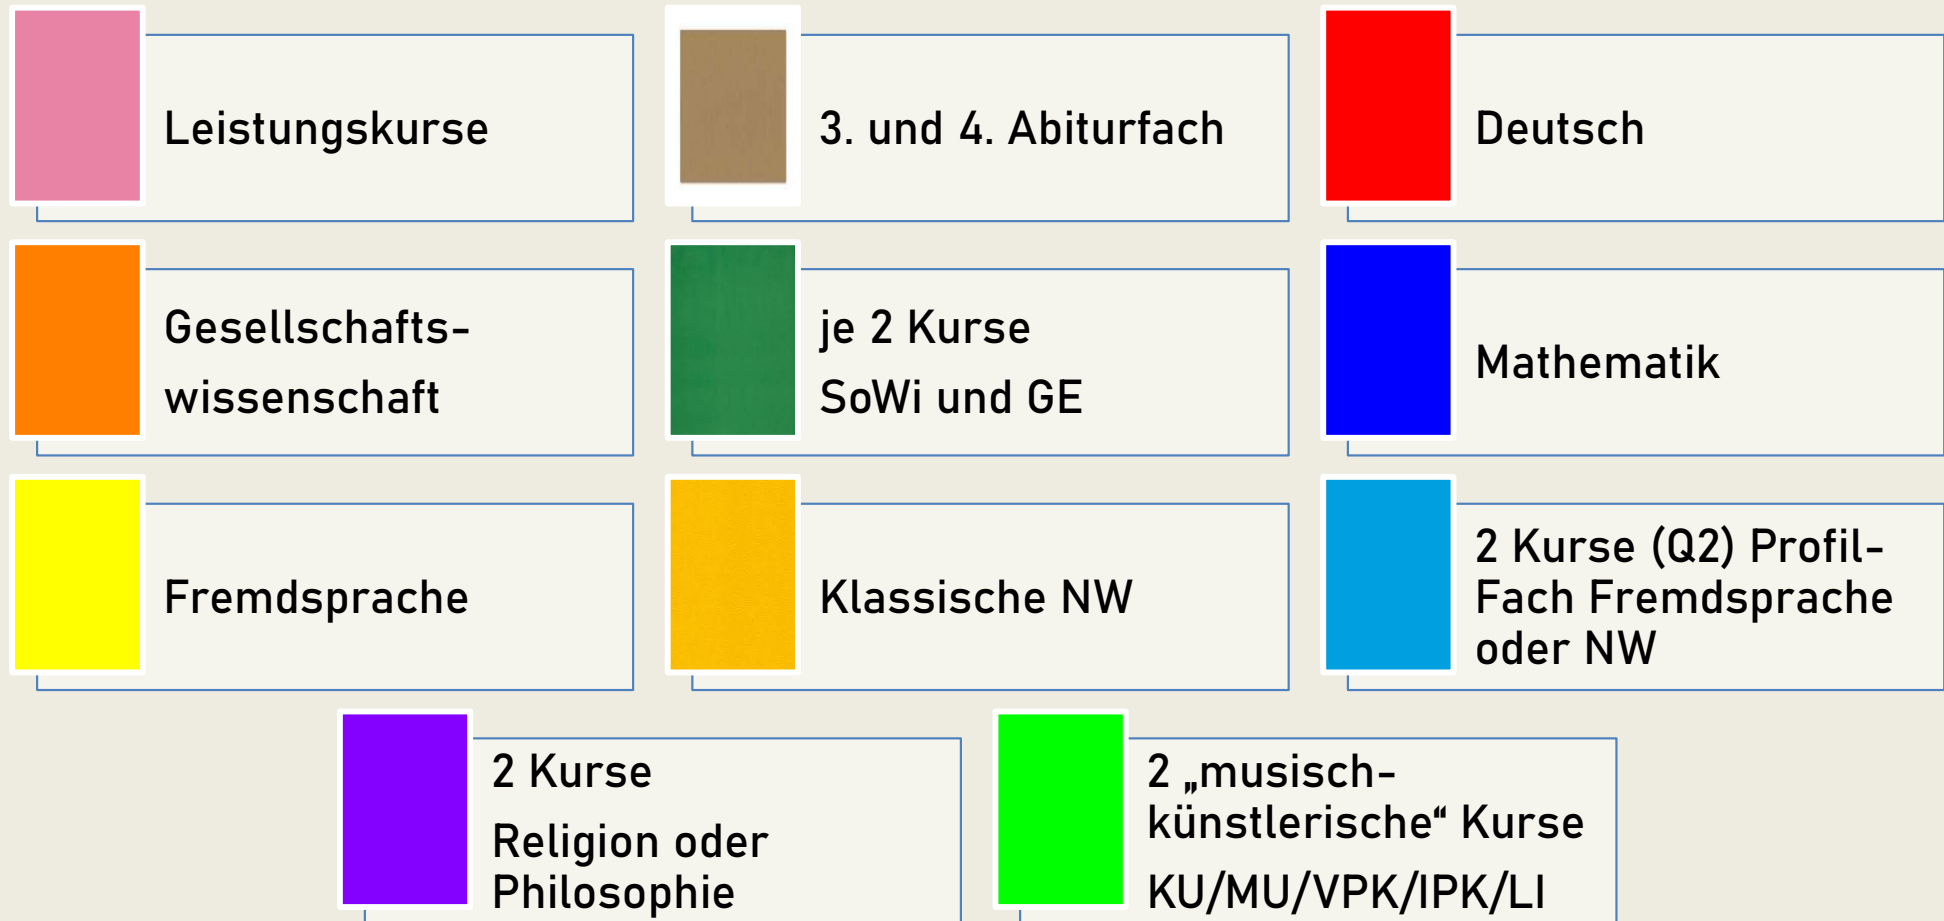 Leistungskurse
3. und 4. Abiturfach
Deutsch
Gesellschafts-
wissenschaft
je 2 Kurse
SoWi und GE
Mathematik
Fremdsprache
Klassische NW
2 Kurse (Q2) Profil-
Fach Fremdsprache
oder NW
2 Kurse
Religion oder
Philosophie
2 „musisch-
künstlerische“ Kurse
KU/MU/VPK/IPK/LI